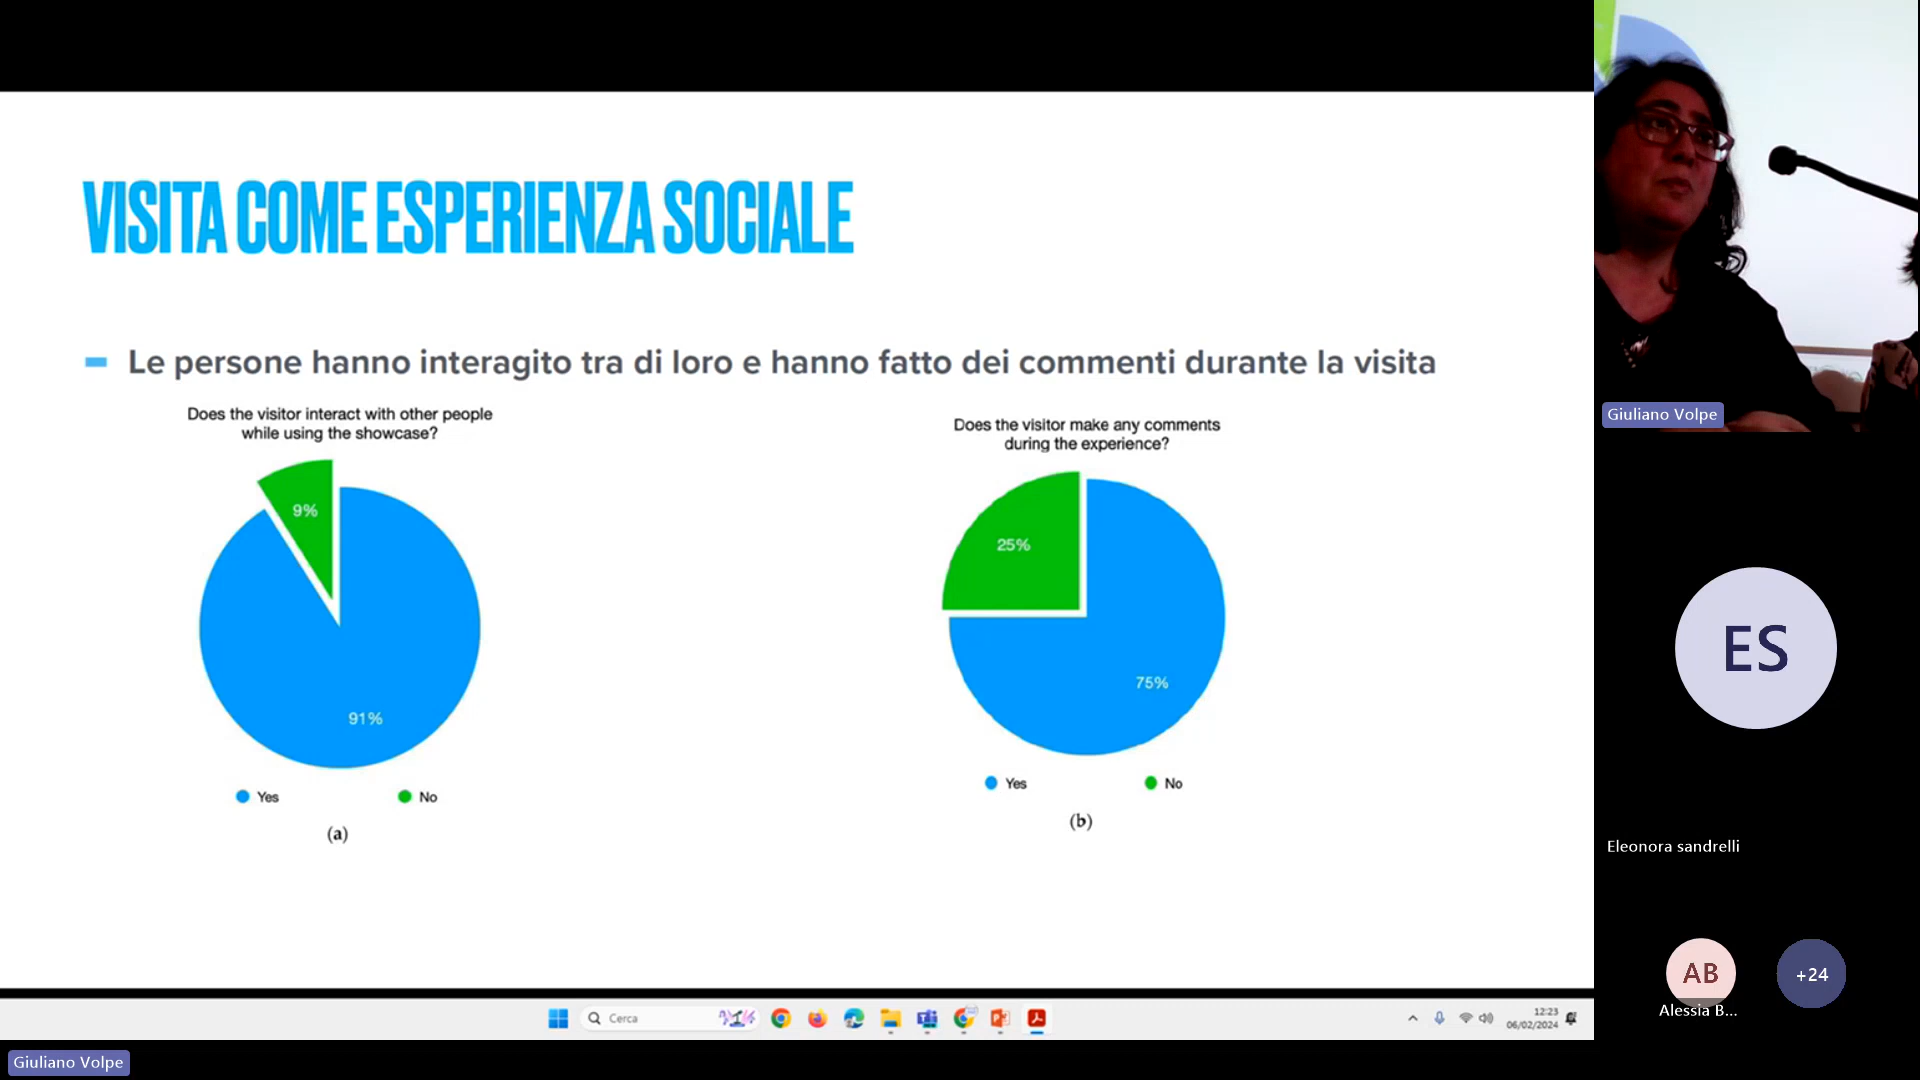 VISITA COME ESPERIENZA SOCIALE
Le persone hanno interagito tra di loro e hanno fatto dei commenti durante la visita
Does the visitor interact with other people
while using the showcase?
9%
91%
Yes
No
(a)
Does the visitor make any comments
during the experience?
25%
75%
Yes
No
(b)
Giuliano Volpe
ES
Eleonora sandrelli
AB
Alessia B...
+24
Cerca
12:23
06/02/2024
Giuliano Volpe